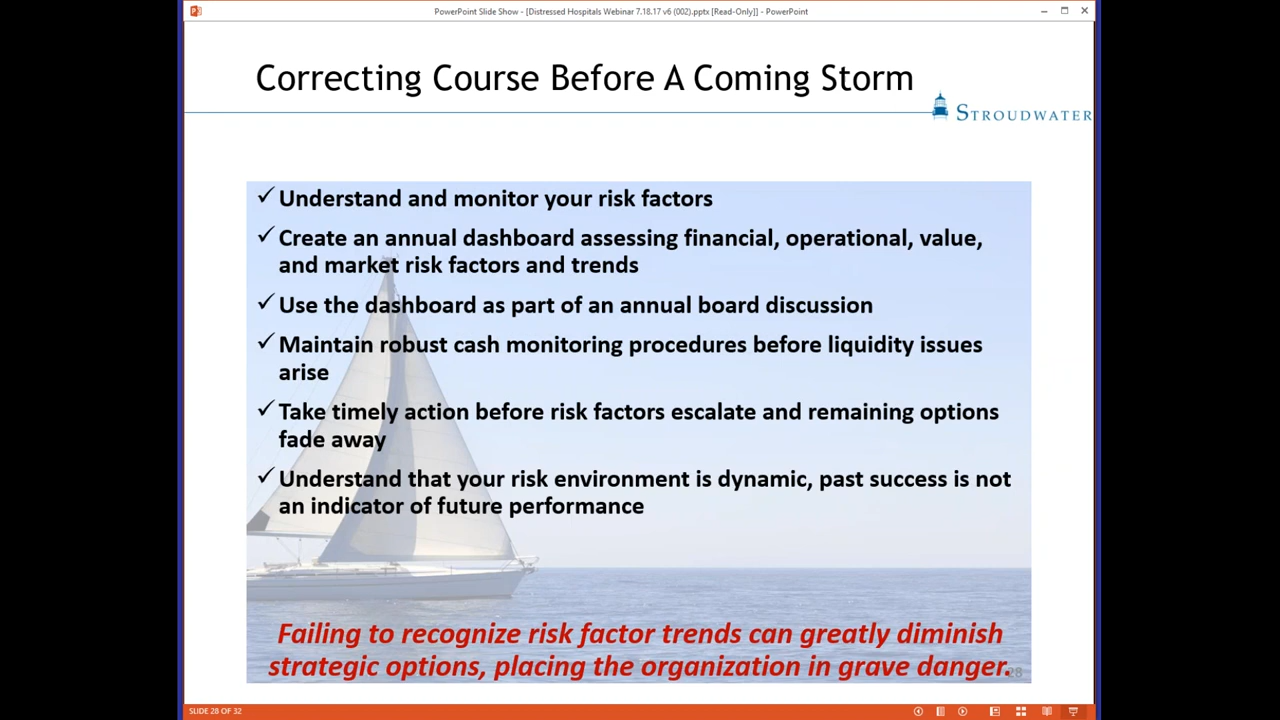 PowerPoint Slide Show - [Distressed Hospitals Webinar 7.18.17 v6 (002).pptx [Read-Only]] - PowerPoint
Correcting Course Before A Coming Storm
STROUDWATER
✓ Understand and monitor your risk factors
✓ Create an annual dashboard assessing financial, operational, value,
and market risk factors and trends
✓ Use the dashboard as part of an annual board discussion
✓ Maintain robust cash monitoring procedures before liquidity issues
arise
✓ Take timely action before risk factors escalate and remaining options
fade away
✓ Understand that your risk environment is dynamic, past success is not
an indicator of future performance
Failing to recognize risk factor trends can greatly diminish
strategic options, placing the organization in grave danger.
28
SLIDE 28 OF 32